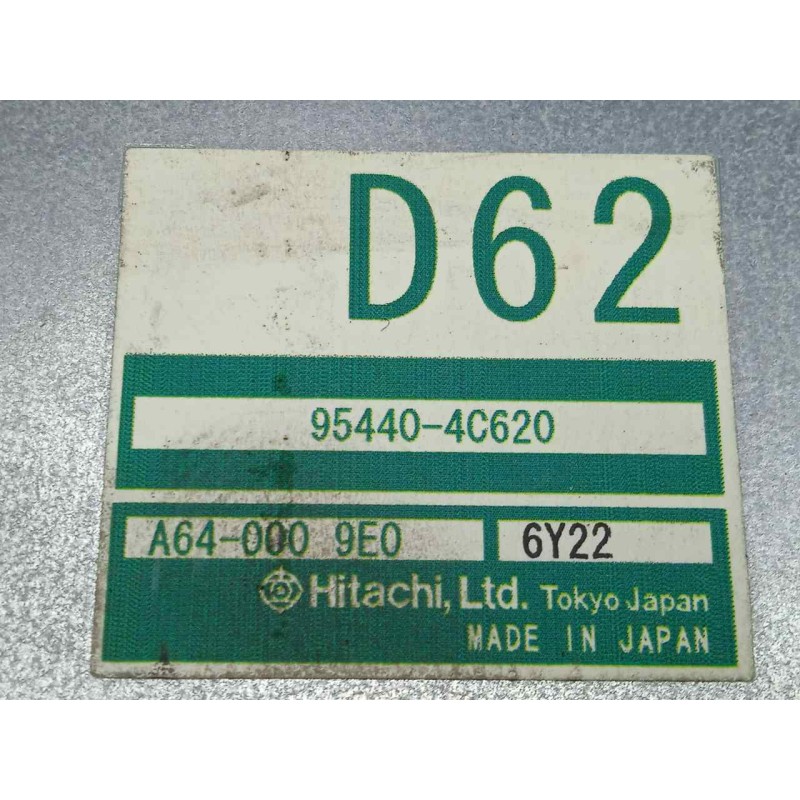 D62
95440-4C620
A64-000 9E0 6Y22
Hitachi, Ltd. Tokyo Japan
MADE IN JAPAN